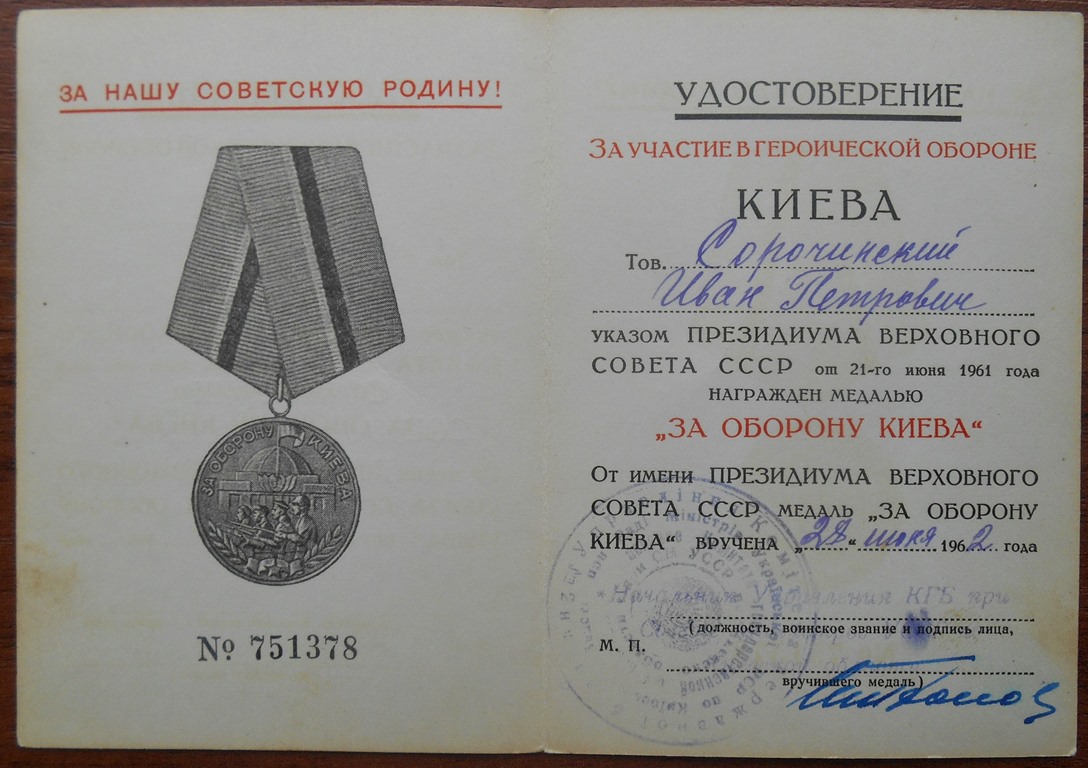 ЗА НАШУ СОВЕТСКУЮ РОДИНУ!
ЗА ОБОРОНУ КИЕВА
№ 751378
УДОСТОВЕРЕНИЕ
ЗА УЧАСТИЕ В ГЕРОИЧЕСКОЙ ОБОРОНЕ
КИЕВА
Тов. Сорочинский
Иван Петрович
УКАЗОМ ПРЕЗИДИУМА ВЕРХОВНОГО
СОВЕТА СССР от 21-го июня 1961 года
НАГРАЖДЕН МЕДАЛЬЮ
„ЗА ОБОРОНУ КИЕВА“
ОТ ИМЕНИ ПРЕЗИДИУМА ВЕРХОВНОГО
СОВЕТА СССР МЕДАЛЬ „ЗА ОБОРОНУ
КИЕВА“ ВРУЧЕНА „28“ июня 1962 года
Начальник Управления КГБ при
(должность, воинское звание и подпись лица,
М. П.
вручившего медаль)